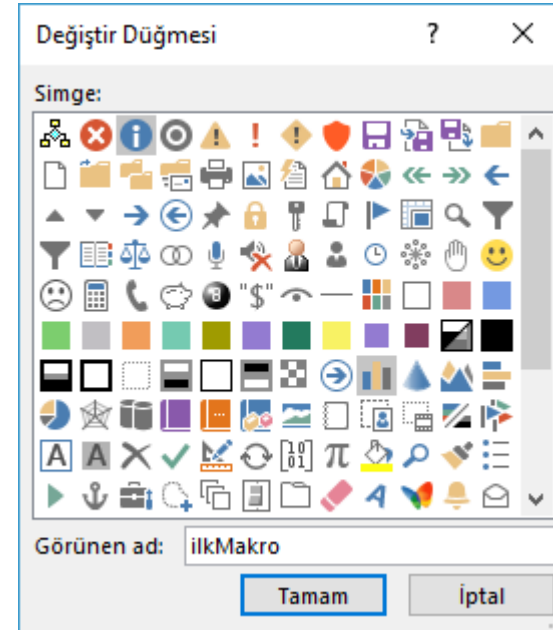 Değiştir Düğmesi
Simge:
"$"
A A
Görünen ad: ilkMakro
Tamam İptal